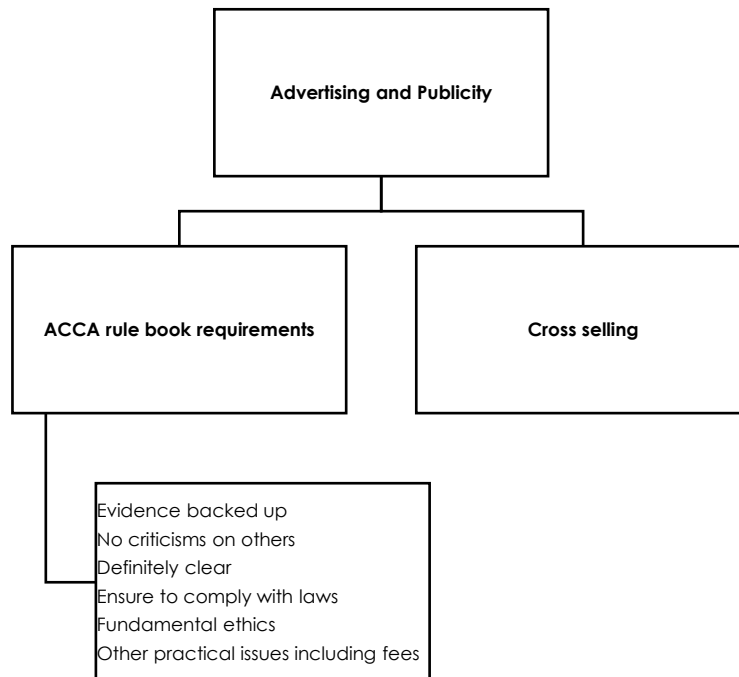 Advertising and Publicity
ACCA rule book requirements
Cross selling
Evidence backed up
No criticisms on others
Definitely clear
Ensure to comply with laws
Fundamental ethics
Other practical issues including fees